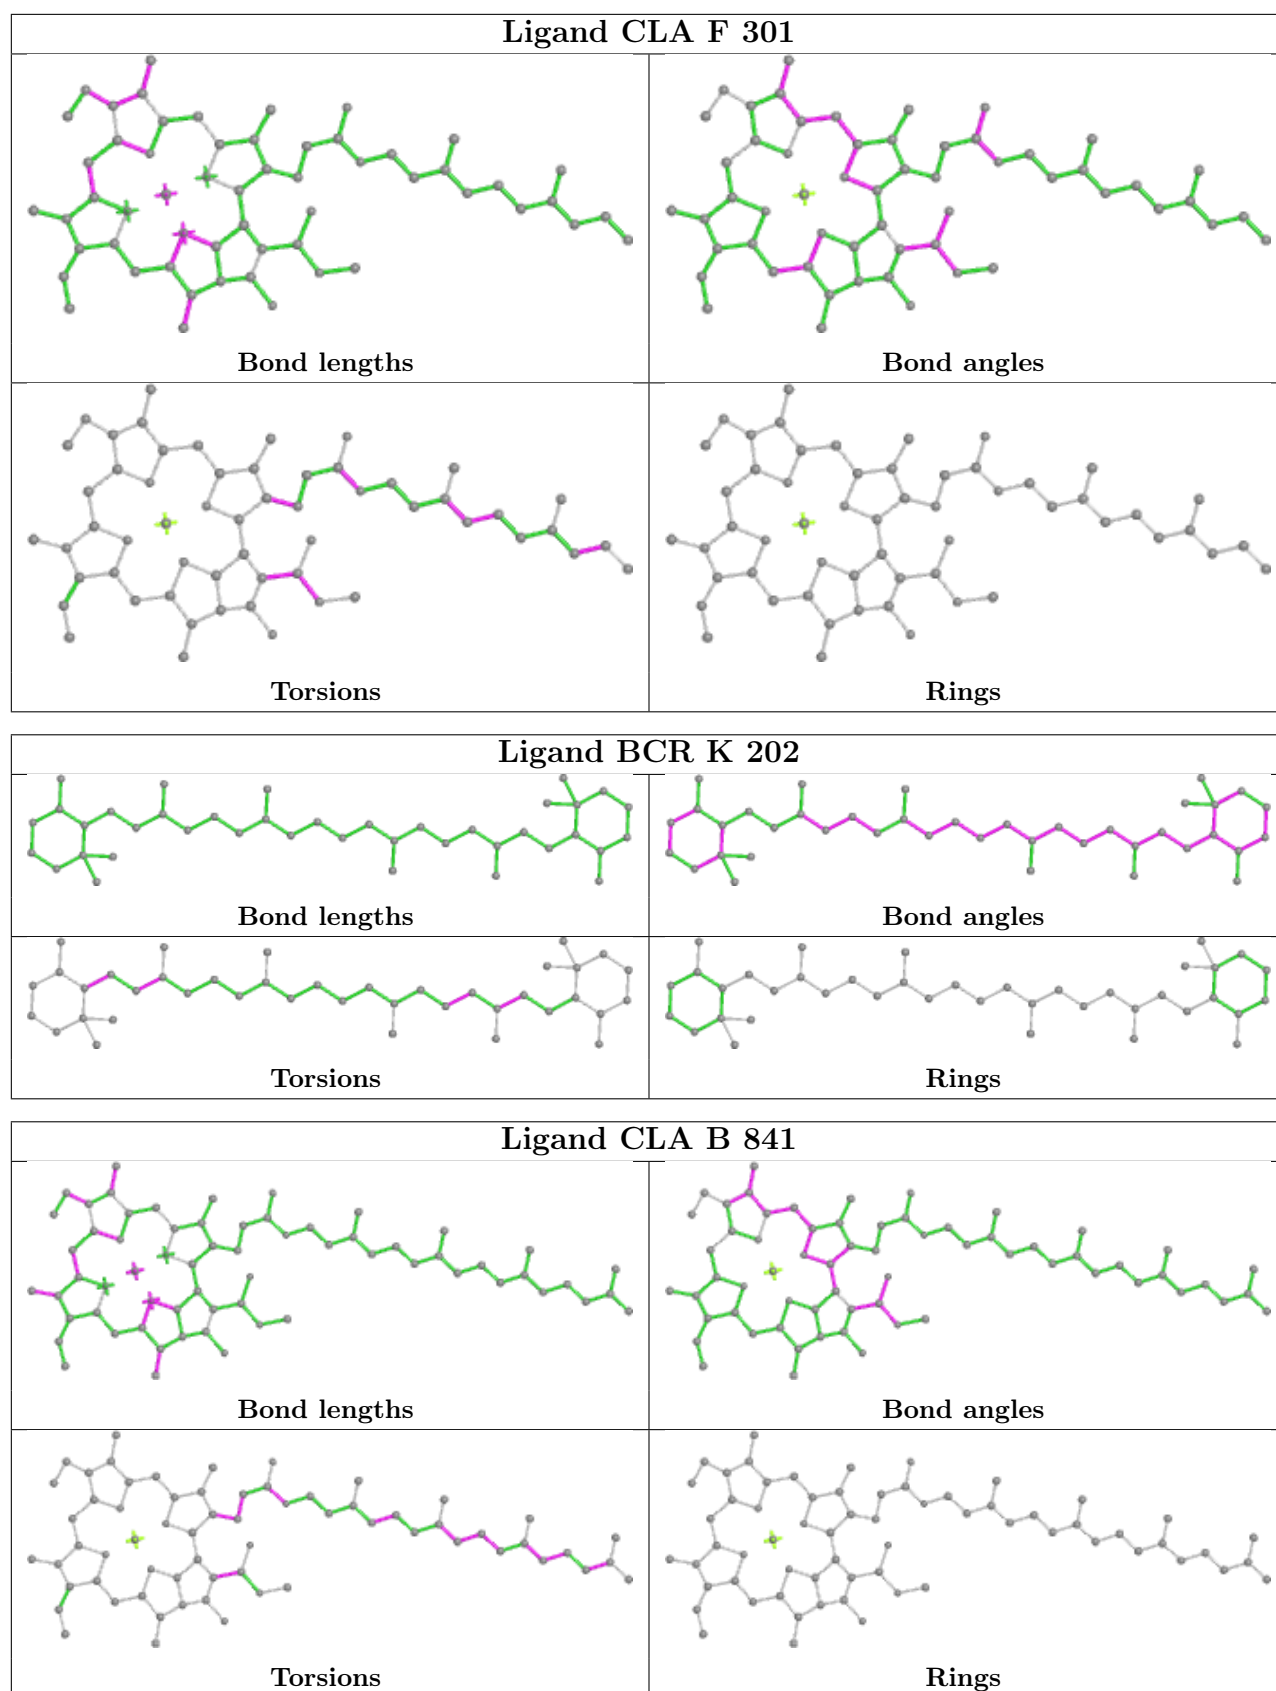 Ligand CLA F 301
Bond lengths
Bond angles
Torsions
Rings
Ligand BCR K 202
Bond lengths
Bond angles
Torsions
Rings
Ligand CLA B 841
Bond lengths
Bond angles
Torsions
Rings